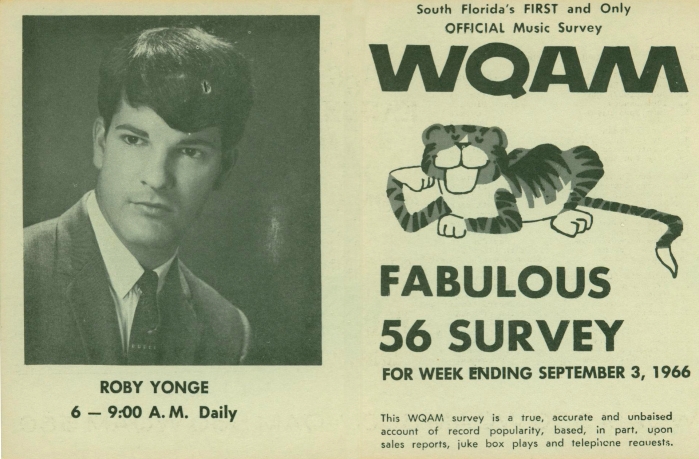 ROBY YONGE
6 — 9:00 A. M. Daily
South Florida's FIRST and Only
OFFICIAL Music Survey
WQAM
FABULOUS
56 SURVEY
FOR WEEK ENDING SEPTEMBER 3, 1966
This WQAM survey is a true, accurate and unbaised
account of record popularity, based, in part, upon
sales reports, juke box plays and telephone requests.